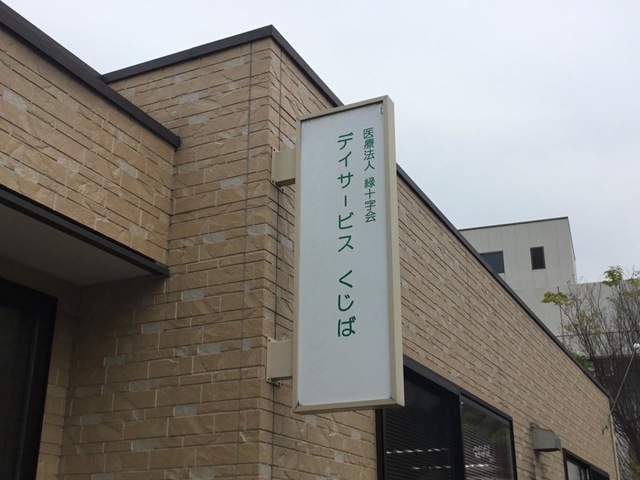 医療法人 緑十字会
デイサービス くじば